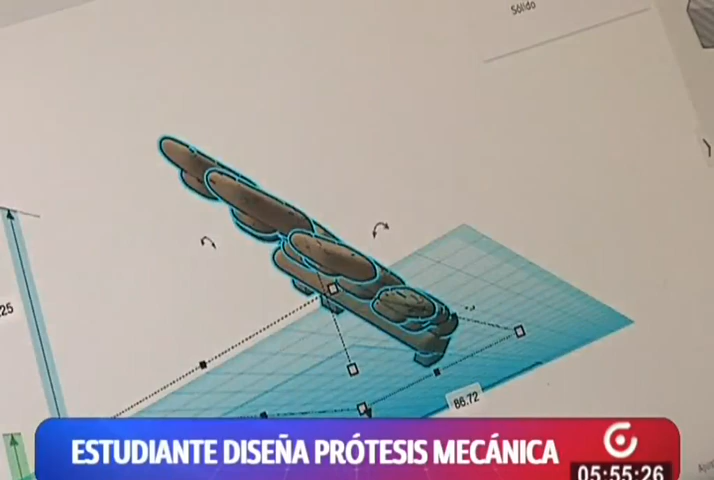 Sólido
25
86.72
ESTUDIANTE DISEÑA PRÓTESIS MECÁNICA
05:55:26